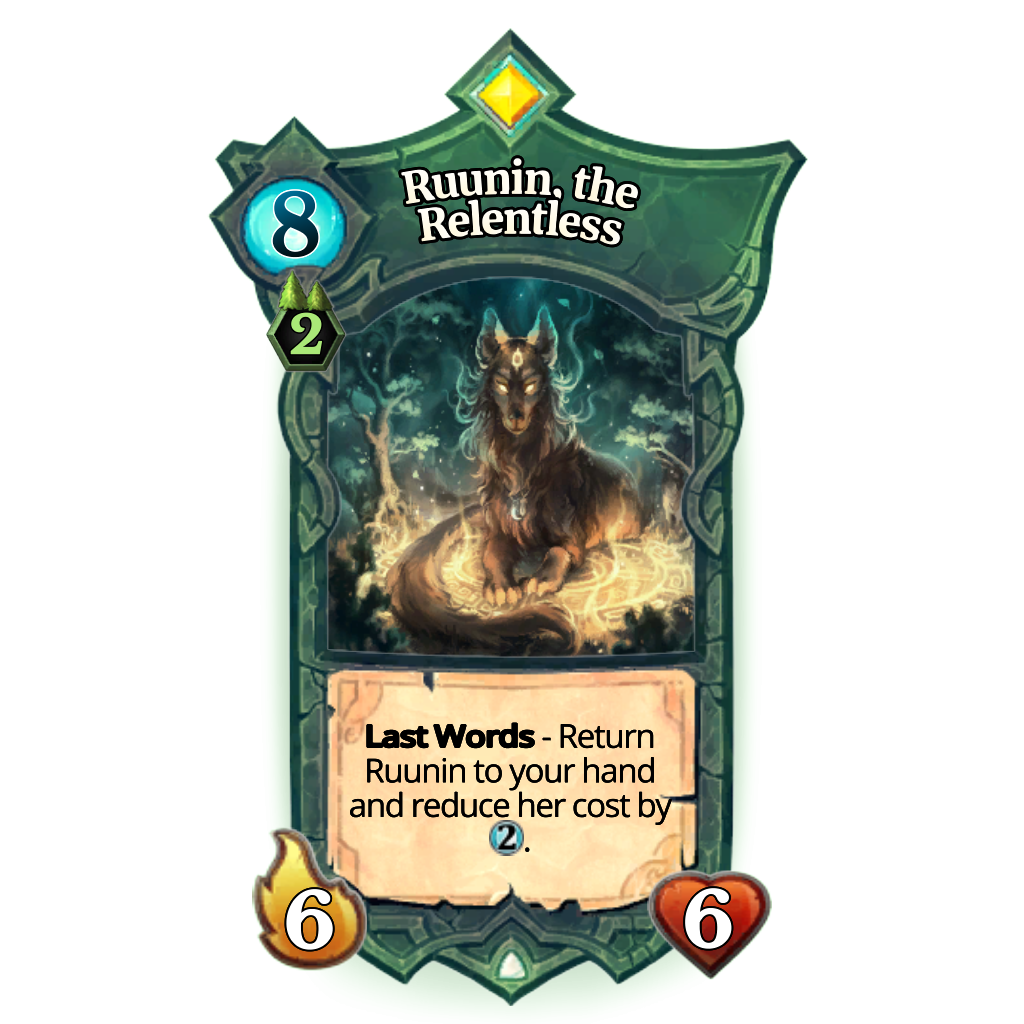 8
Ruunin, the
Relentless
2
Last Words - Return
Ruunin to your hand
and reduce her cost by
2.
6
6